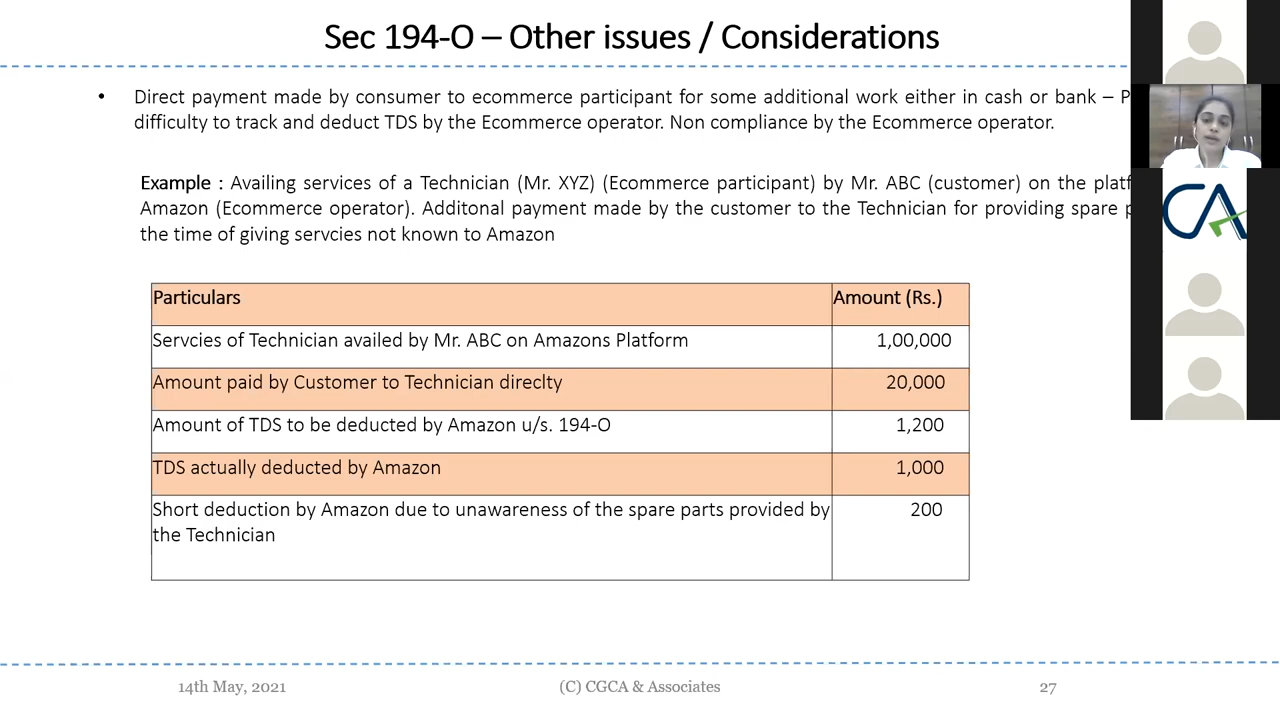 Sec 194-O – Other issues / Considerations
• Direct payment made by consumer to ecommerce participant for some additional work either in cash or bank –
difficulty to track and deduct TDS by the Ecommerce operator. Non compliance by the Ecommerce operator.
Example : Availing services of a Technician (Mr. XYZ) (Ecommerce participant) by Mr. ABC (customer) on the
Amazon (Ecommerce operator). Additonal payment made by the customer to the Technician for providing spare
the time of giving servcies not known to Amazon
Particulars Amount (Rs.)
Servcies of Technician availed by Mr. ABC on Amazons Platform 1,00,000
Amount paid by Customer to Technician direclty 20,000
Amount of TDS to be deducted by Amazon u/s. 194-O 1,200
TDS actually deducted by Amazon 1,000
Short deduction by Amazon due to unawareness of the spare parts provided by 200
the Technician
CA
14th May, 2021 (C) CGCA & Associates 27